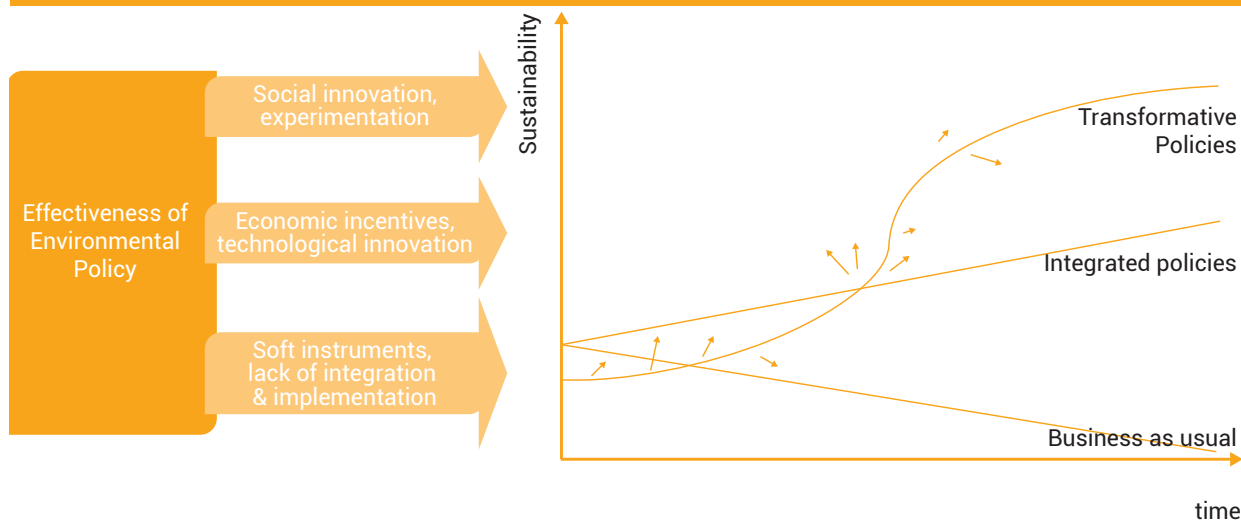 Effectiveness of
Environmental
Policy
Social innovation,
experimentation
Economic incentives,
technological innovation
Soft instruments,
lack of integration
& implementation
Sustainability
Transformative
Policies
Integrated policies
Business as usual
time